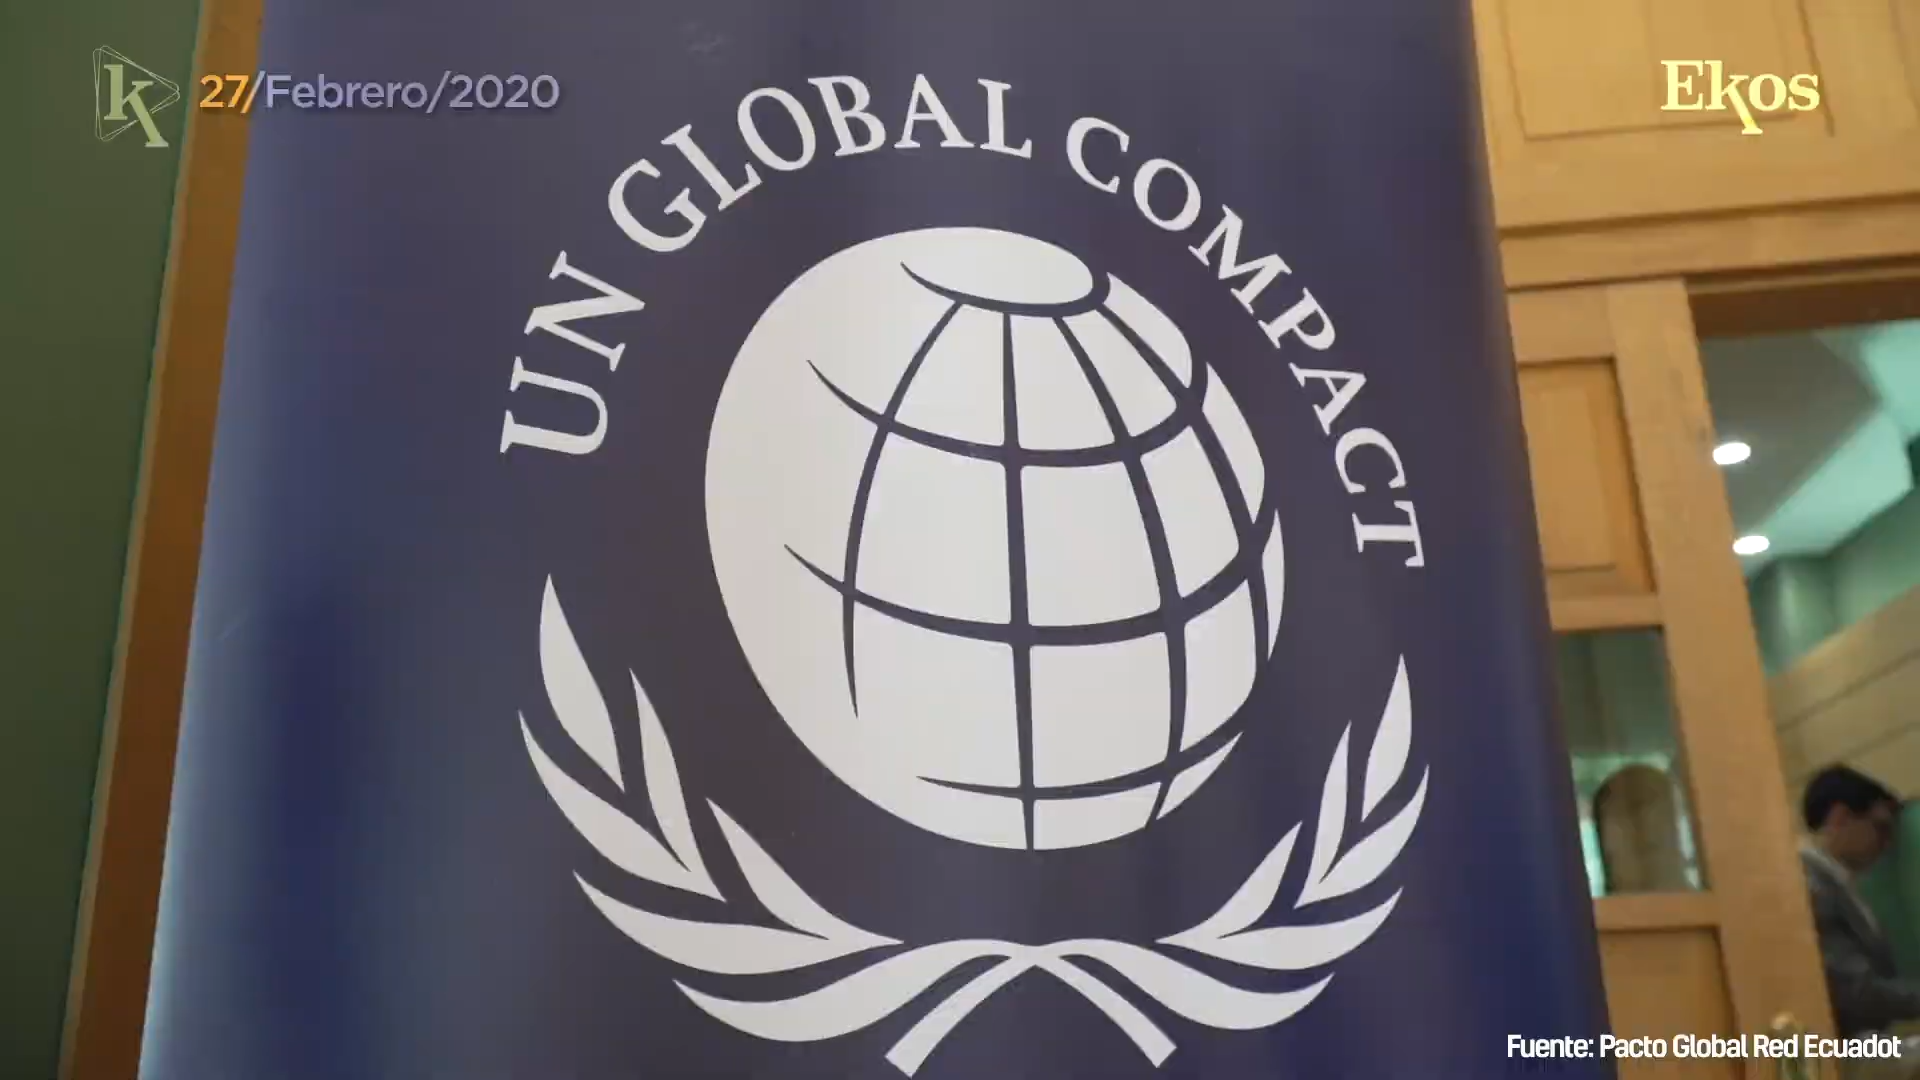 k 27/Febrero/2020
Ekos
UN GLOBAL COMPACT
Fuente: Pacto Global Red Ecuadot